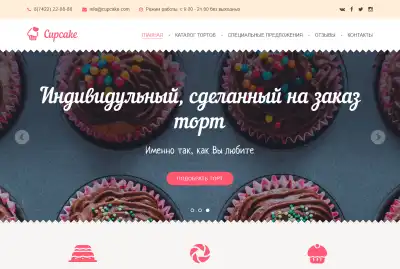 8(7422) 22-88-88 info@cupcake.com Режим работы: с 9.00 - 24.00 без выходных
Cupcake ГЛАВНАЯ КАТАЛОГ ТОРТОВ СПЕЦИАЛЬНЫЕ ПРЕДЛОЖЕНИЯ ОТЗЫВЫ КОНТАКТЫ
Индивидульный, сделанный на заказ
торт
Именно так, как Вы любите
ПОДОБРАТЬ ТОРТ